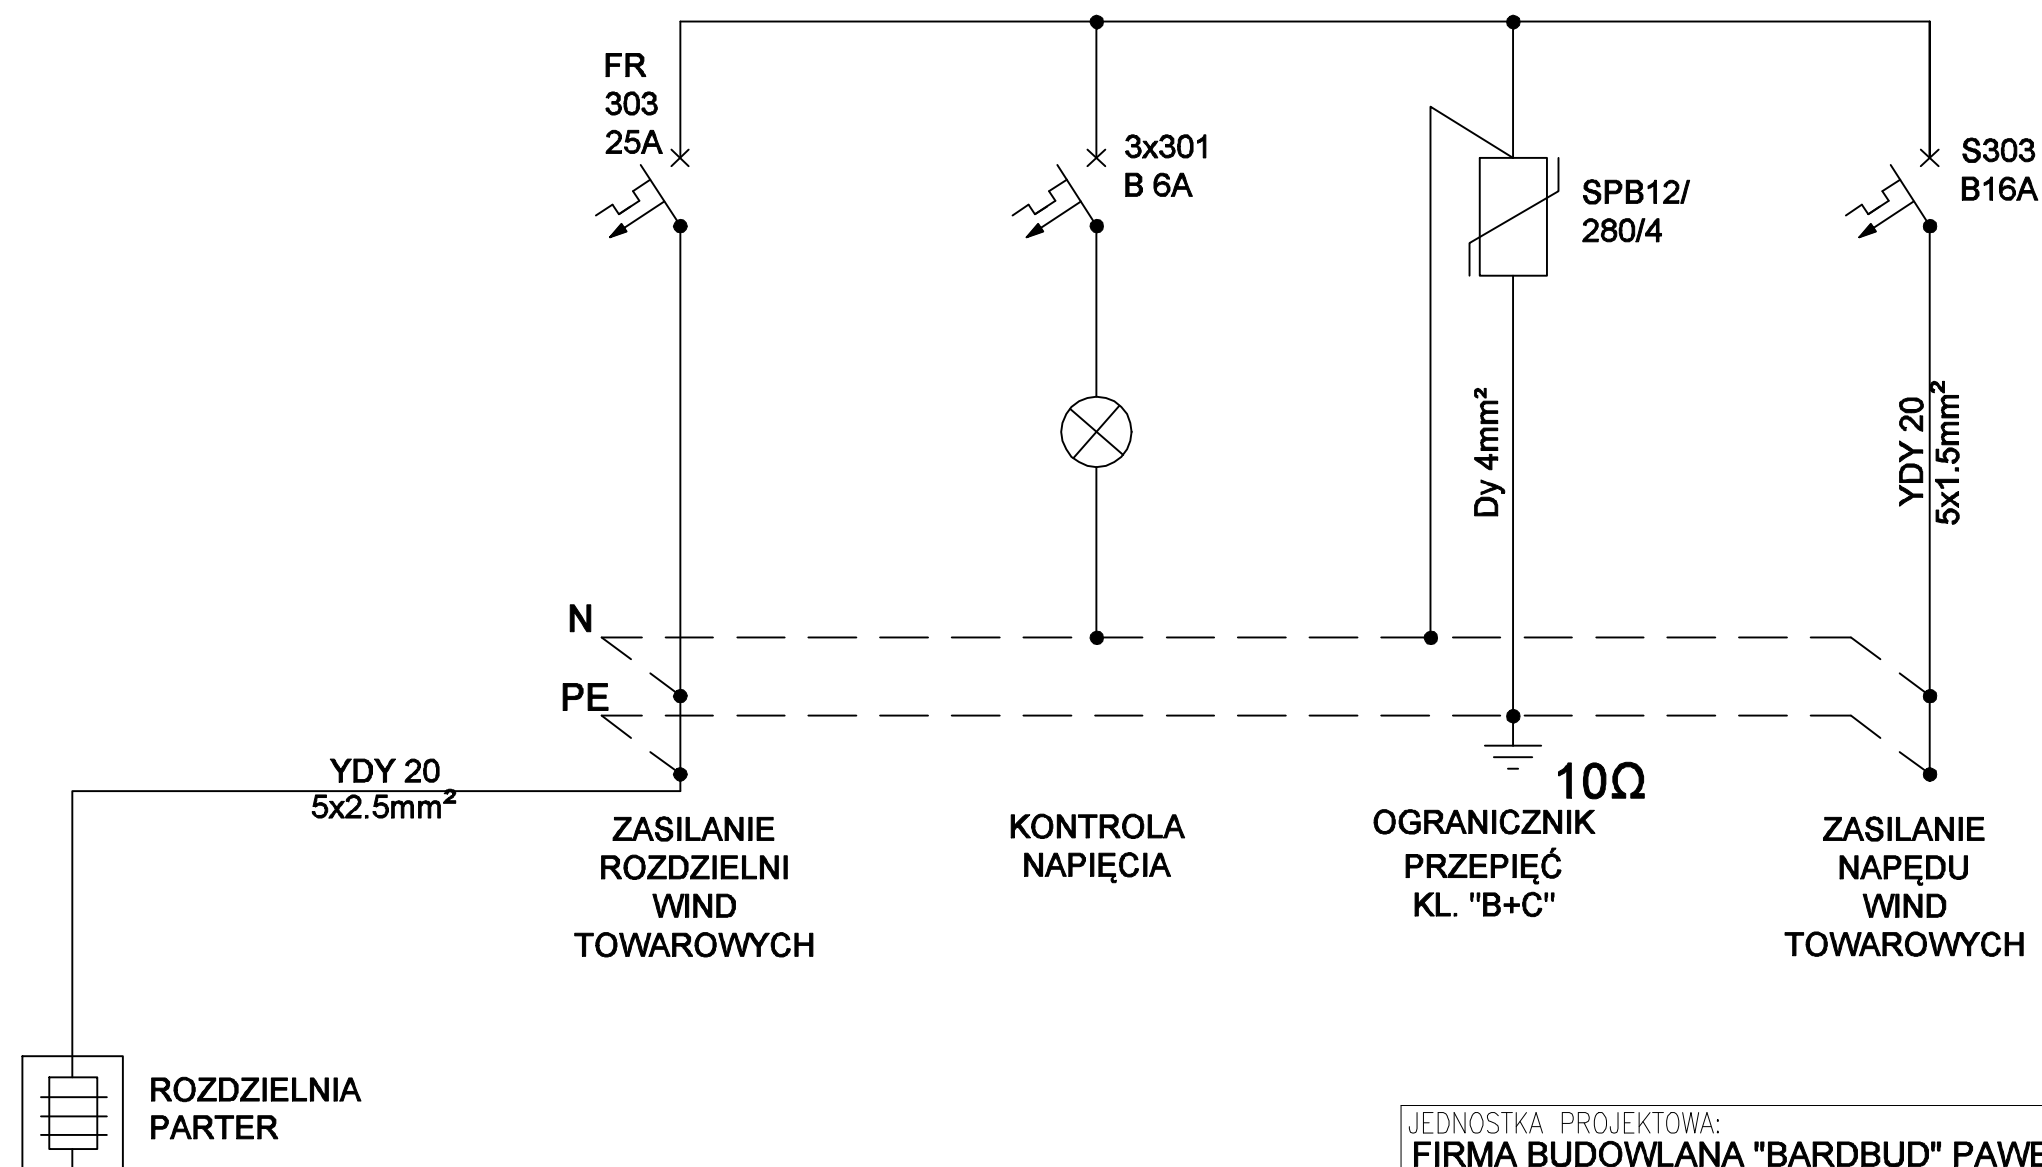 FR
303
25A
3x301
B 6A
SPB12/
280/4
S303
B16A
Dy 4mm²
YDY 20
5x1.5mm²
N
PE
YDY 20
5x2.5mm²
10Ω
ZASILANIE
ROZDZIELNI
WIND
TOWAROWYCH
KONTROLA
NAPIĘCIA
OGRANICZNIK
PRZEPIĘĆ
KL. "B+C"
ZASILANIE
NAPĘDU
WIND
TOWAROWYCH
ROZDZIELNIA
PARTER
JEDNOSTKA PROJEKTOWA:
FIRMA BUDOWLANA "BARDBUD" PAWE